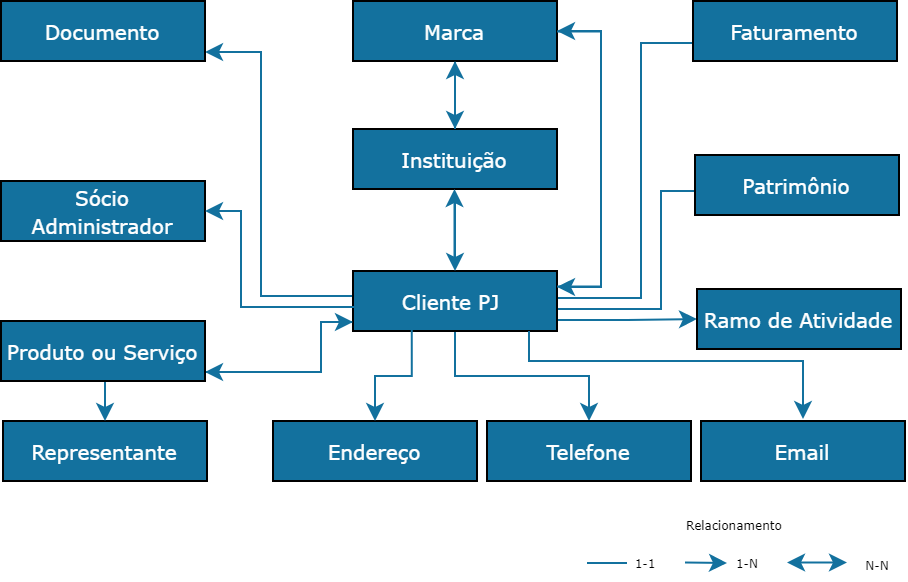 Documento
Marca
Faturamento
Instituição
Patrimônio
Sócio
Administrador
Cliente PJ
Ramo de Atividade
Produto ou Serviço
Representante
Endereço
Telefone
Email
Relacionamento
1-1
1-N
N-N